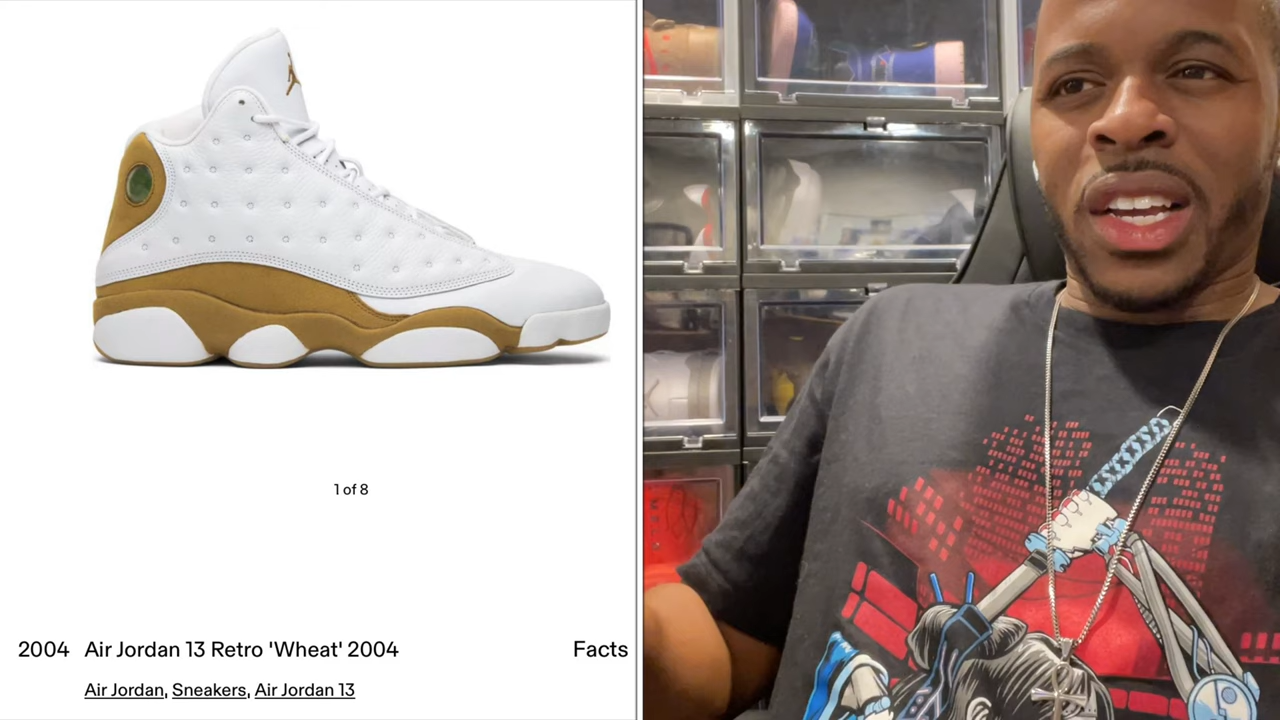 1 of 8
2004 Air Jordan 13 Retro 'Wheat' 2004 Facts
Air Jordan, Sneakers, Air Jordan 13